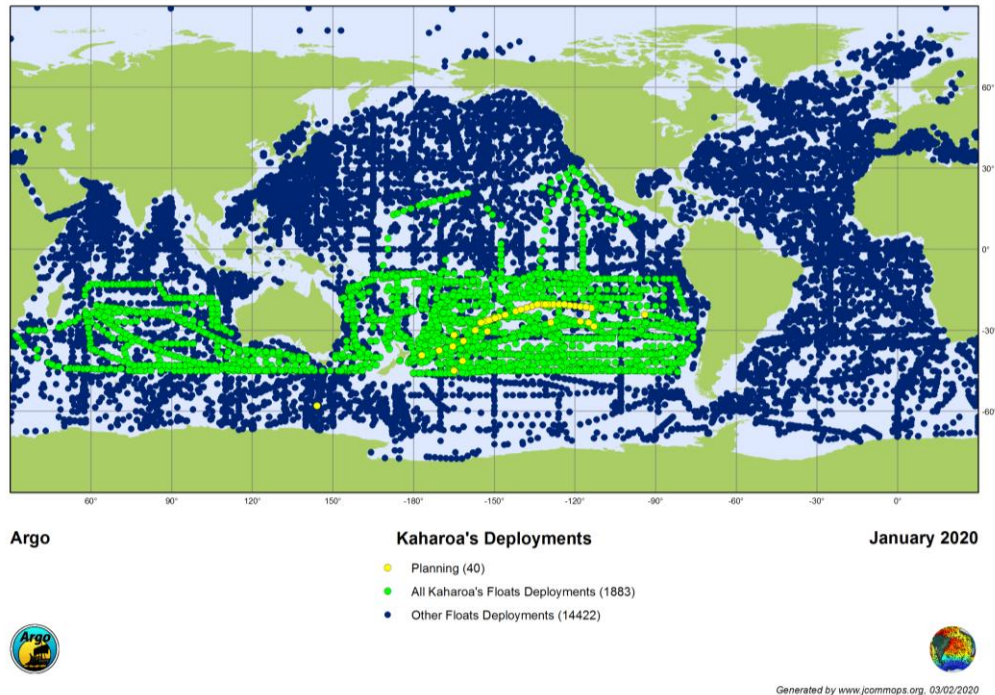 60°
30°
0°
-30°
-60°
60°
90°
120°
150°
-180°
-150°
-120°
-90°
-60°
-30°
0°
Argo
Kaharoa's Deployments
January 2020
Planning (40)
All Kaharoa's Floats Deployments (1883)
Other Floats Deployments (14422)
Argo
Generated by www.jcommops.org, 03/02/2020